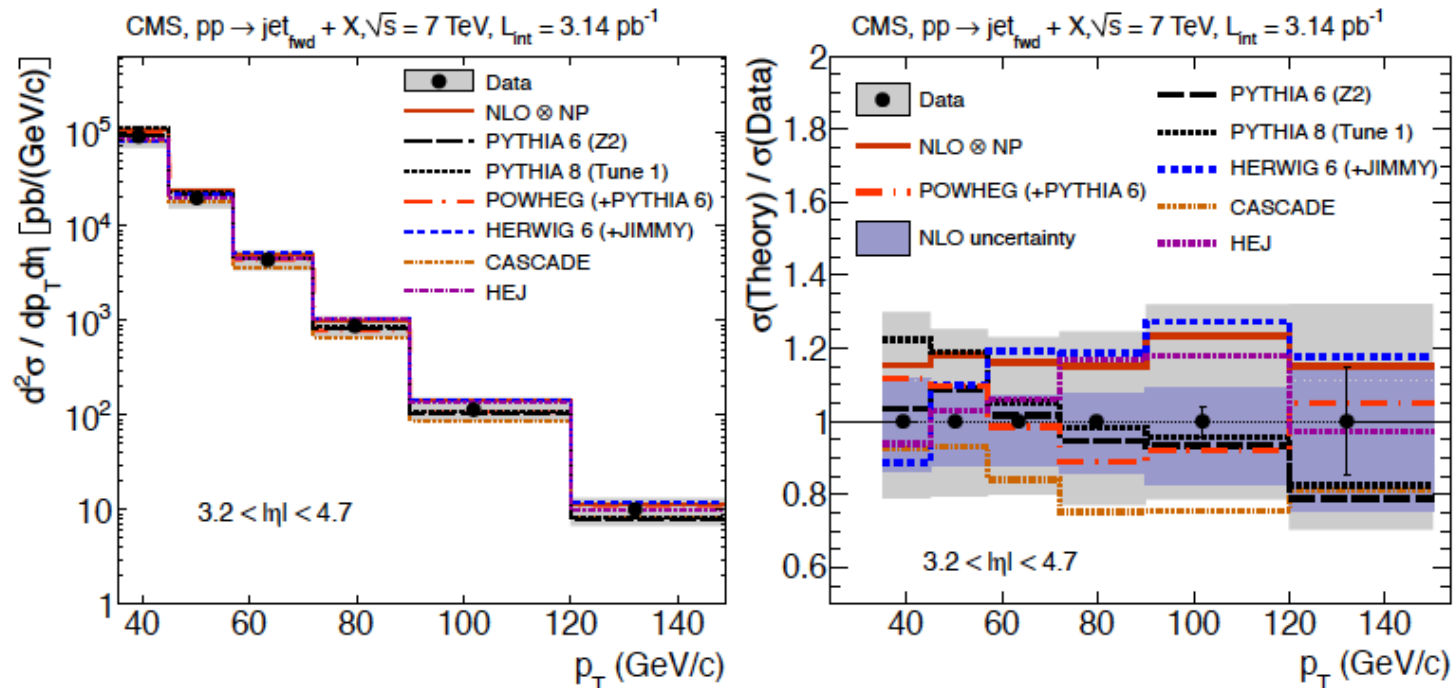 CMS, pp → jet_fwd + X,√s = 7 TeV, L_int = 3.14 pb⁻¹
d²σ / dp_T dη [pb/(GeV/c)]
10⁵
10⁴
10³
10²
10
1
Data
NLO ⊗ NP
PYTHIA 6 (Z2)
PYTHIA 8 (Tune 1)
POWHEG (+PYTHIA 6)
HERWIG 6 (+JIMMY)
CASCADE
HEJ
3.2 < |η| < 4.7
40 60 80 100 120 140
p_T (GeV/c)
CMS, pp → jet_fwd + X,√s = 7 TeV, L_int = 3.14 pb⁻¹
σ(Theory) / σ(Data)
2
1.8
1.6
1.4
1.2
1
0.8
0.6
Data
NLO ⊗ NP
POWHEG (+PYTHIA 6)
NLO uncertainty
PYTHIA 6 (Z2)
PYTHIA 8 (Tune 1)
HERWIG 6 (+JIMMY)
CASCADE
HEJ
3.2 < |η| < 4.7
40 60 80 100 120 140
p_T (GeV/c)